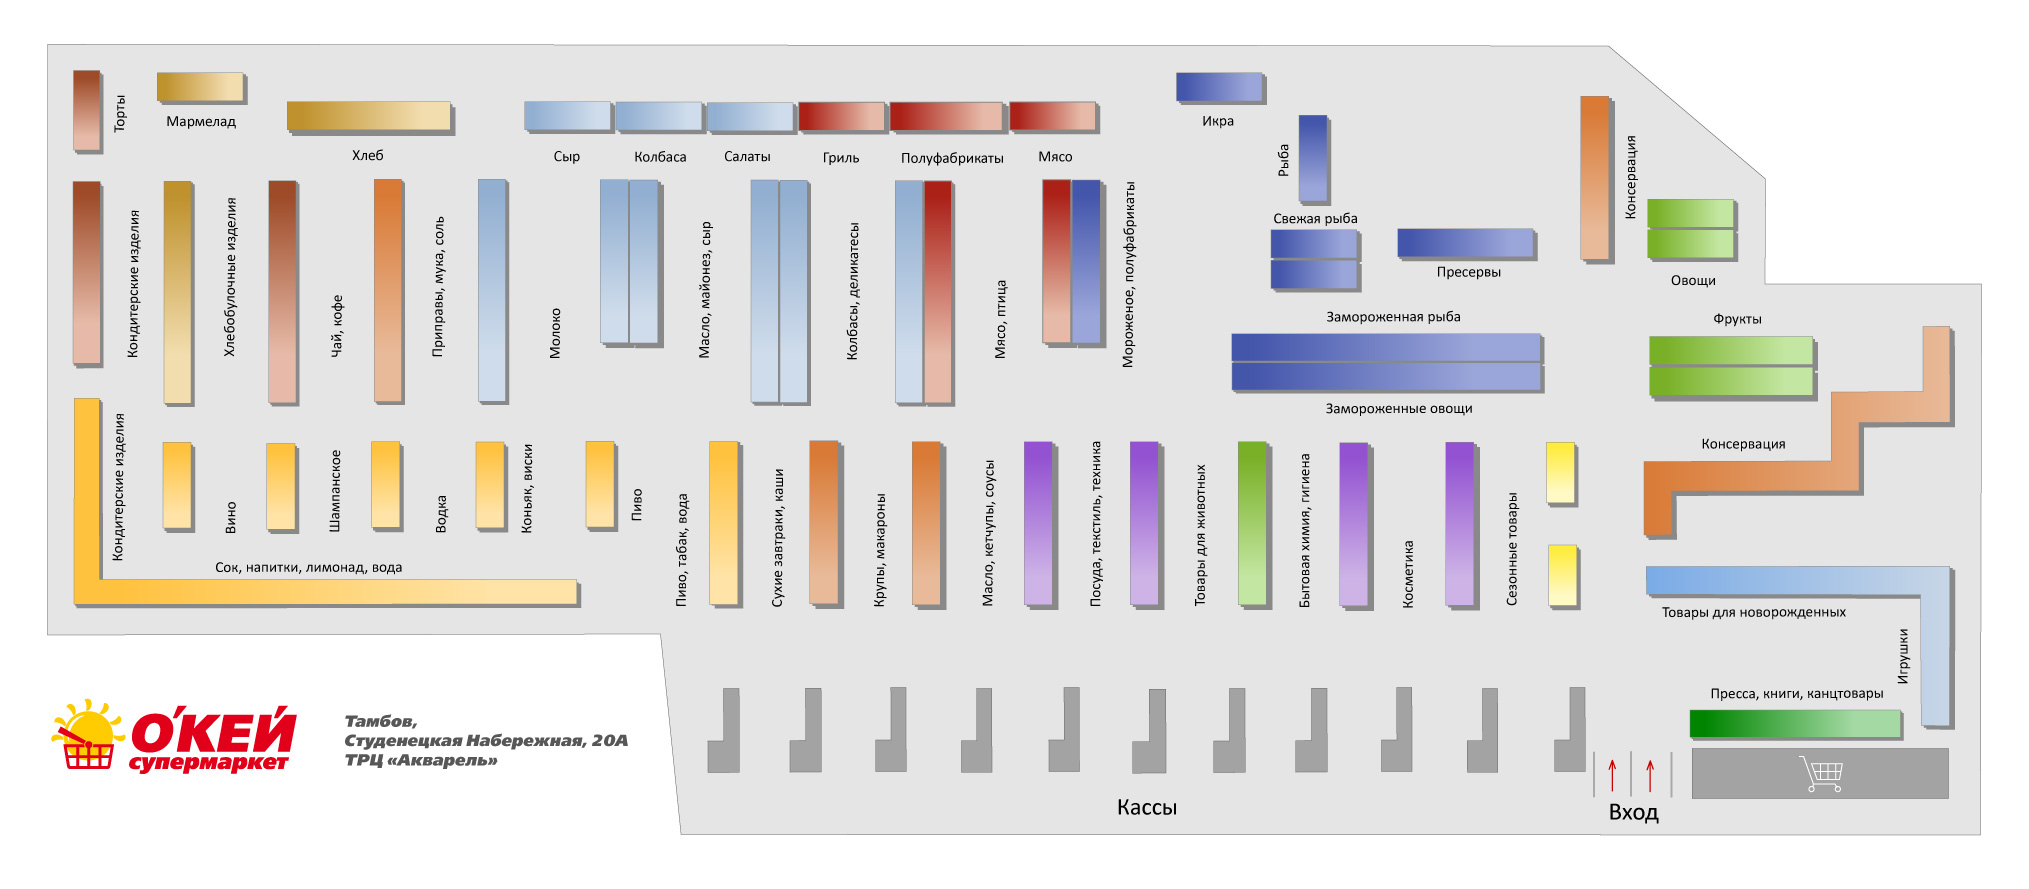 Торты
Мармелад
Хлеб
Сыр
Колбаса
Салаты
Гриль
Полуфабрикаты
Мясо
Икра
Рыба
Свежая рыба
Пресервы
Консервация
Овощи
Кондитерские изделия
Хлебобулочные изделия
Чай, кофе
Приправы, мука, соль
Молоко
Масло, майонез, сыр
Колбасы, деликатесы
Мясо, птица
Мороженое, полуфабрикаты
Замороженная рыба
Замороженные овощи
Фрукты
Консервация
Кондитерские изделия
Вино
Шампанское
Водка
Коньяк, виски
Пиво
Сок, напитки, лимонад, вода
Пиво, табак, вода
Сухие завтраки, каши
Крупы, макароны
Масло, кетчупы, соусы
Посуда, текстиль, техника
Товары для животных
Бытовая химия, гигиена
Косметика
Сезонные товары
Товары для новорожденных
Игрушки
Пресса, книги, канцтовары
О'КЕЙ
супермаркет
Тамбов,
Студенецкая Набережная, 20А
ТРЦ «Акварель»
Кассы
Вход